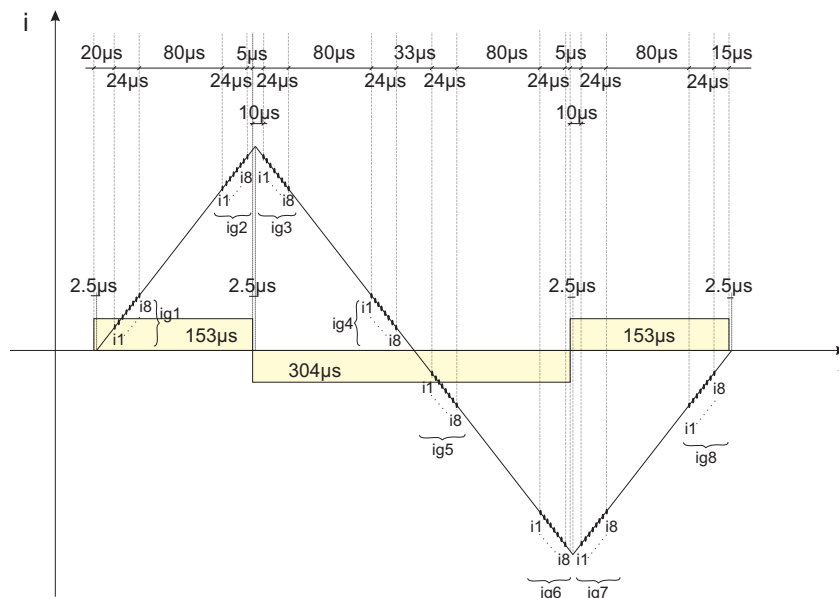 i
20µs 80µs 5µs 80µs 33µs 80µs 5µs 80µs 15µs
24µs 24µs 24µs 24µs 24µs 24µs 24µs 24µs
10µs 10µs
i8 i1
i1 i8
ig2 ig3
2.5µs 2.5µs 2.5µs 2.5µs
i8 ig1 i1
ig4
i1 153µs i8 153µs
304µs
i1 i8
i8 i1
ig5 ig8
i1 i8
i8 i1
ig6 ig7